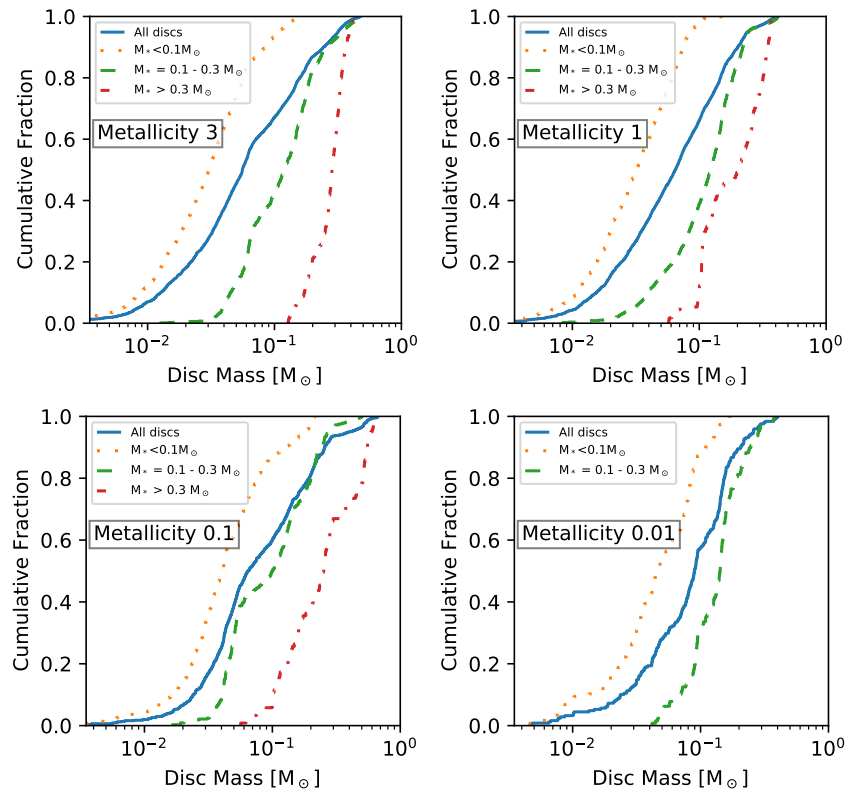 1.0
0.8
0.6
0.4
0.2
0.0
Cumulative Fraction
All discs
M*<0.1M⊙
M* = 0.1 - 0.3 M⊙
M* > 0.3 M⊙
Metallicity 3
10⁻² 10⁻¹ 10⁰
Disc Mass [M⊙]
1.0
0.8
0.6
0.4
0.2
0.0
Cumulative Fraction
All discs
M*<0.1M⊙
M* = 0.1 - 0.3 M⊙
M* > 0.3 M⊙
Metallicity 1
10⁻² 10⁻¹ 10⁰
Disc Mass [M⊙]
1.0
0.8
0.6
0.4
0.2
0.0
Cumulative Fraction
All discs
M*<0.1M⊙
M* = 0.1 - 0.3 M⊙
M* > 0.3 M⊙
Metallicity 0.1
10⁻² 10⁻¹ 10⁰
Disc Mass [M⊙]
1.0
0.8
0.6
0.4
0.2
0.0
Cumulative Fraction
All discs
M*<0.1M⊙
M* = 0.1 - 0.3 M⊙
Metallicity 0.01
10⁻² 10⁻¹ 10⁰
Disc Mass [M⊙]